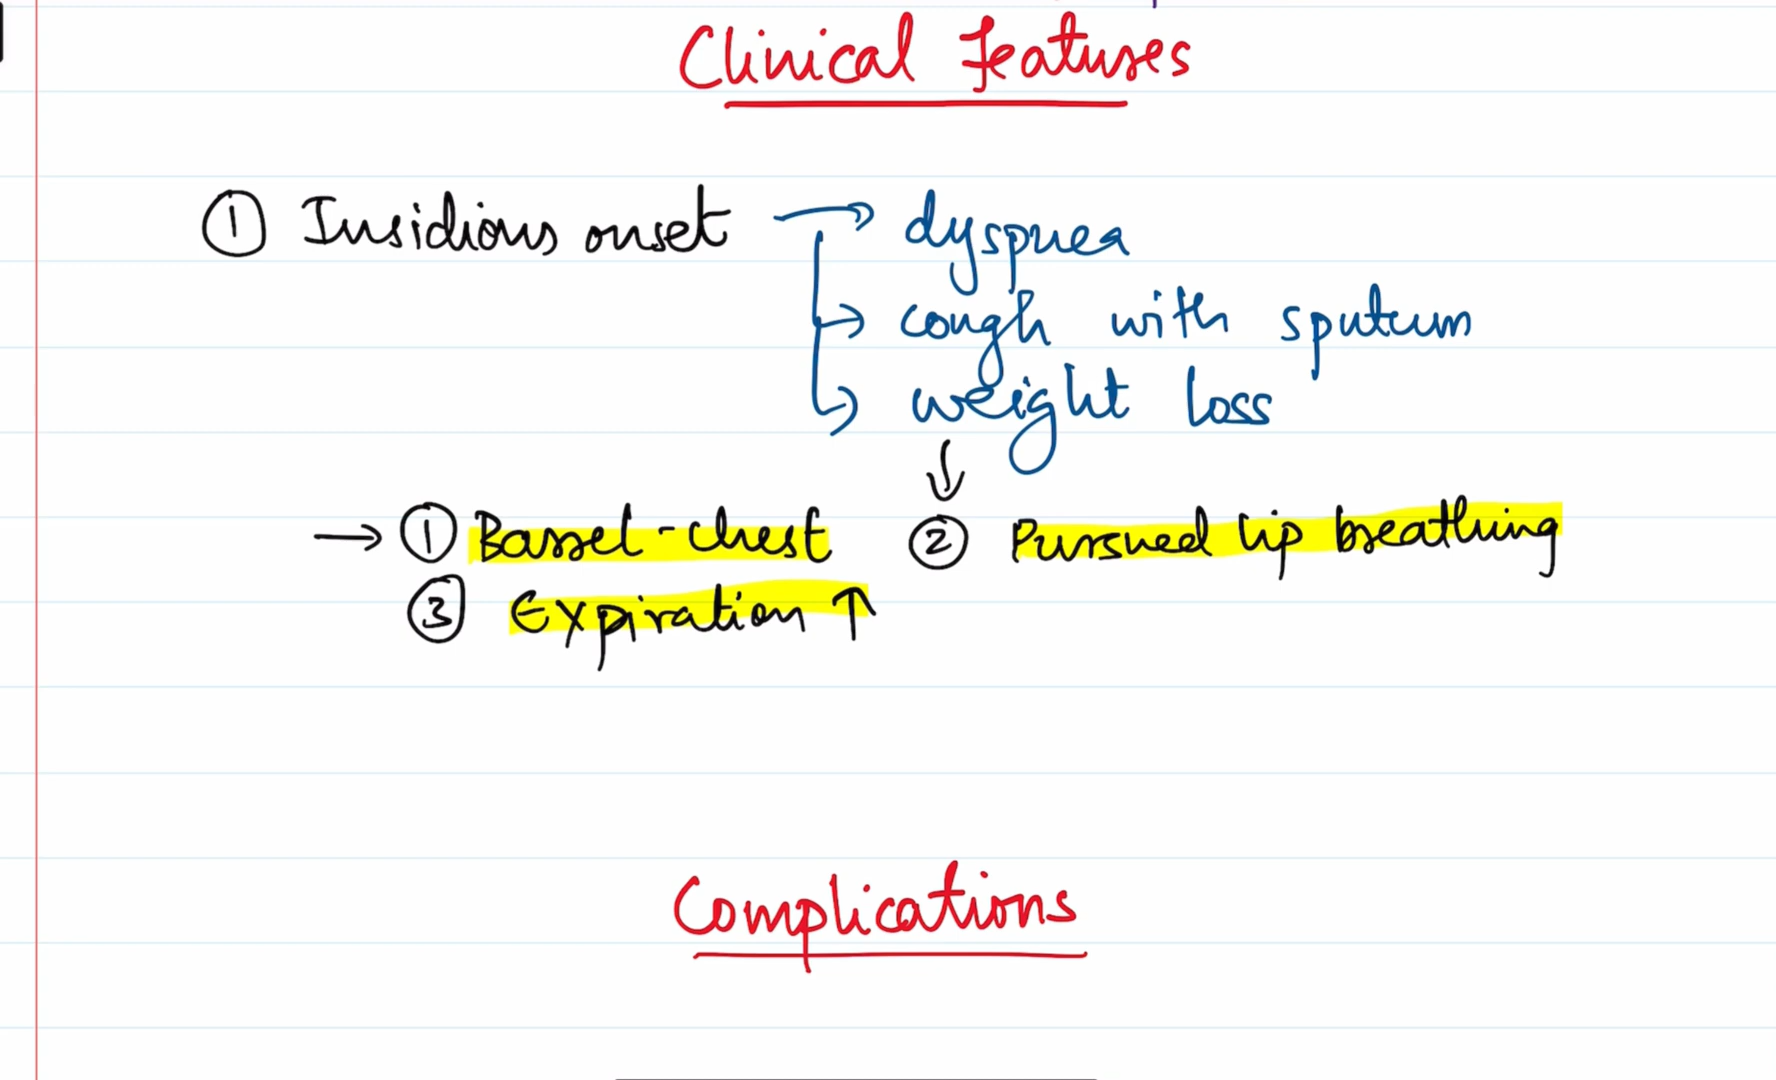 Clinical Features
① Insidious onset → dyspnea
→ cough with sputum
→ weight loss
↓
→ ① Barrel-chest ② Pursued lip breathing
③ Expiration ↑
Complications